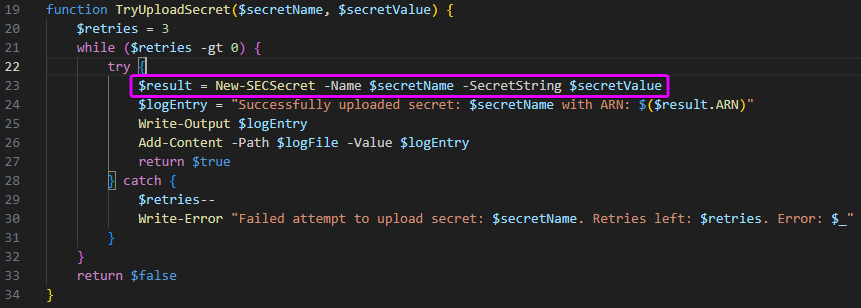 19 function TryUploadSecret($secretName, $secretValue) {
20     $retries = 3
21     while ($retries -gt 0) {
22         try {
23             $result = New-SECSecret -Name $secretName -SecretString $secretValue
24             $logEntry = "Successfully uploaded secret: $secretName with ARN: $($result.ARN)"
25             Write-Output $logEntry
26             Add-Content -Path $logFile -Value $logEntry
27             return $true
28         } catch {
29             $retries--
30             Write-Error "Failed attempt to upload secret: $secretName. Retries left: $retries. Error: $_"
31         }
32     }
33     return $false
34 }